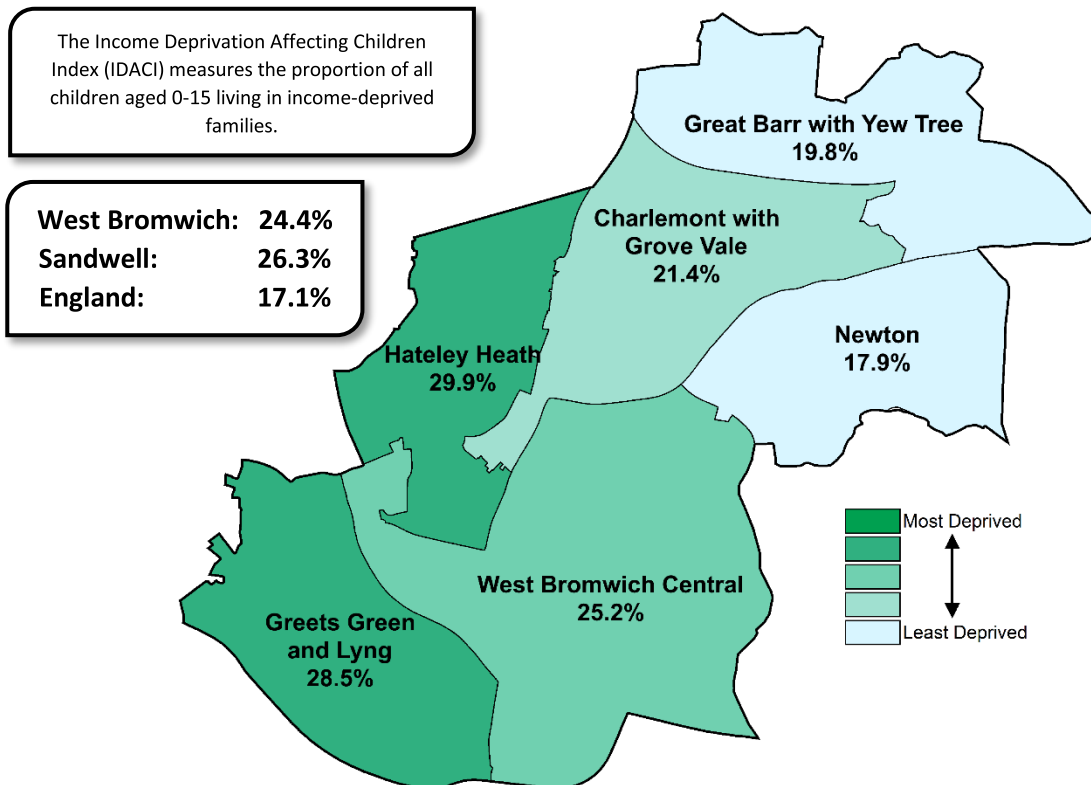 The Income Deprivation Affecting Children
Index (IDACI) measures the proportion of all
children aged 0-15 living in income-deprived
families.
West Bromwich: 24.4%
Sandwell: 26.3%
England: 17.1%
Great Barr with Yew Tree
19.8%
Charlemont with
Grove Vale
21.4%
Newton
17.9%
Hateley Heath
29.9%
West Bromwich Central
25.2%
Greets Green
and Lyng
28.5%
Most Deprived
Least Deprived